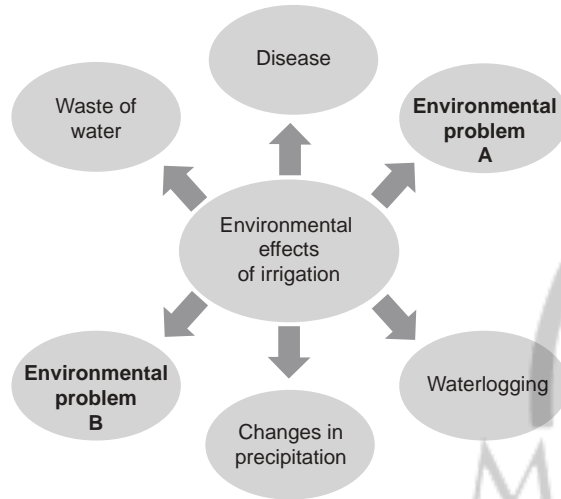 Disease
Waste of
water
Environmental
problem
A
Environmental
effects
of irrigation
Environmental
problem
B
Waterlogging
Changes in
precipitation
M